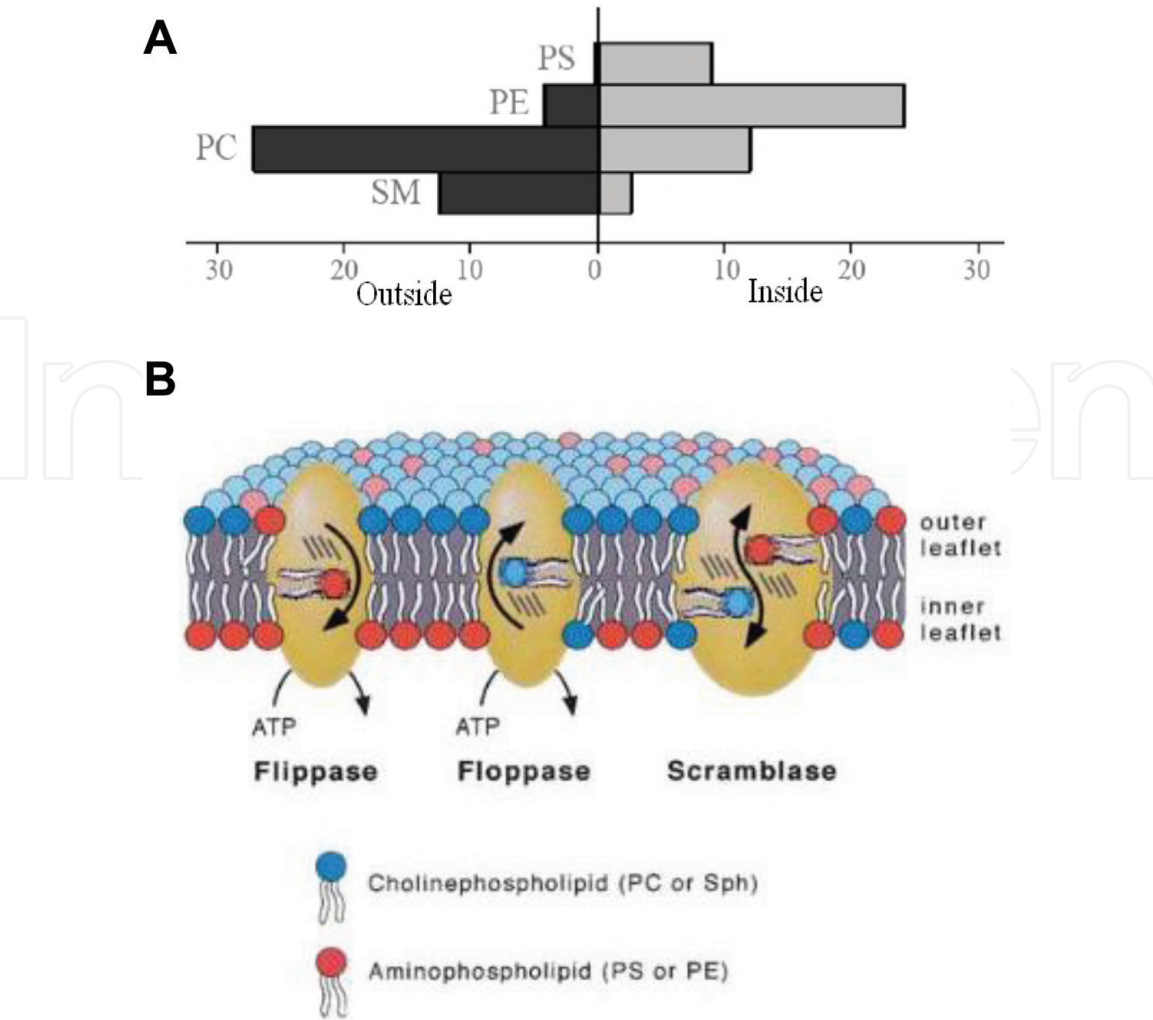 A
PS
PE
PC
SM
30 20 10 0 10 20 30
Outside Inside
B
outer
leaflet
inner
leaflet
ATP ATP
Flippase Floppase Scramblase
Cholinephospholipid (PC or Sph)
Aminophospholipid (PS or PE)